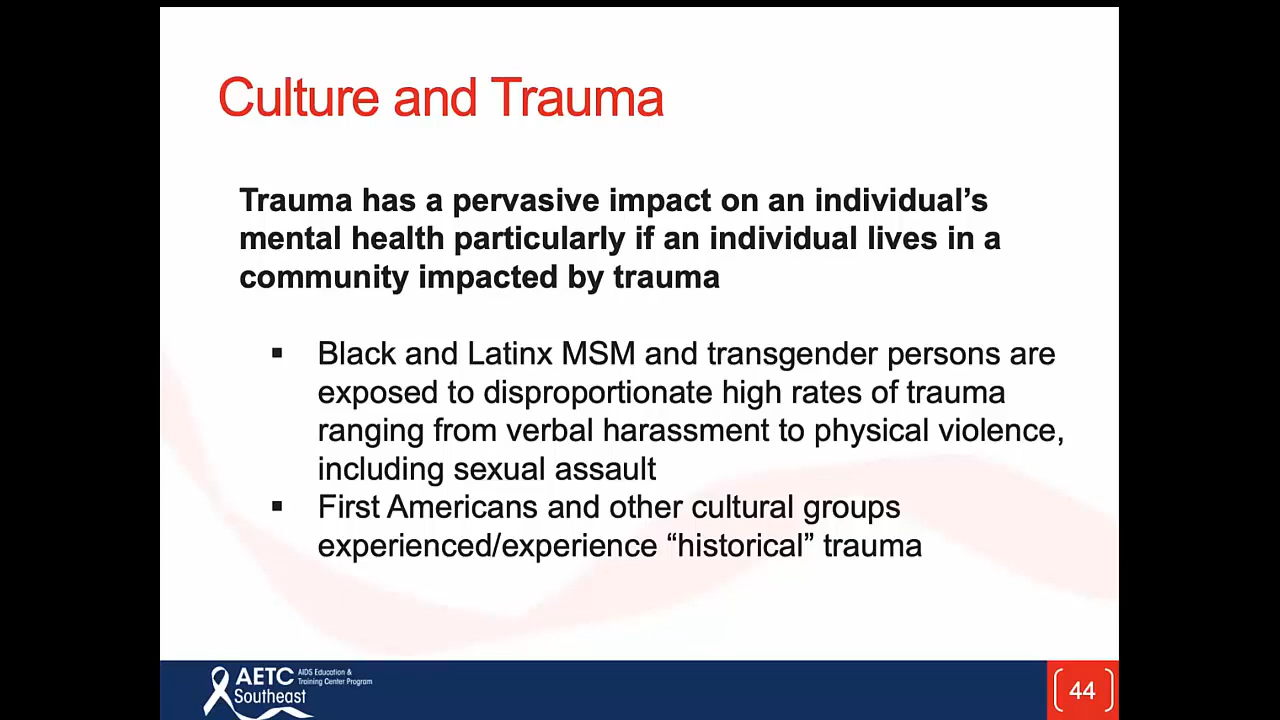 Culture and Trauma
Trauma has a pervasive impact on an individual’s
mental health particularly if an individual lives in a
community impacted by trauma
▪ Black and Latinx MSM and transgender persons are
exposed to disproportionate high rates of trauma
ranging from verbal harassment to physical violence,
including sexual assault
▪ First Americans and other cultural groups
experienced/experience “historical” trauma
AETC AIDS Education &
Training Center Program
Southeast
44